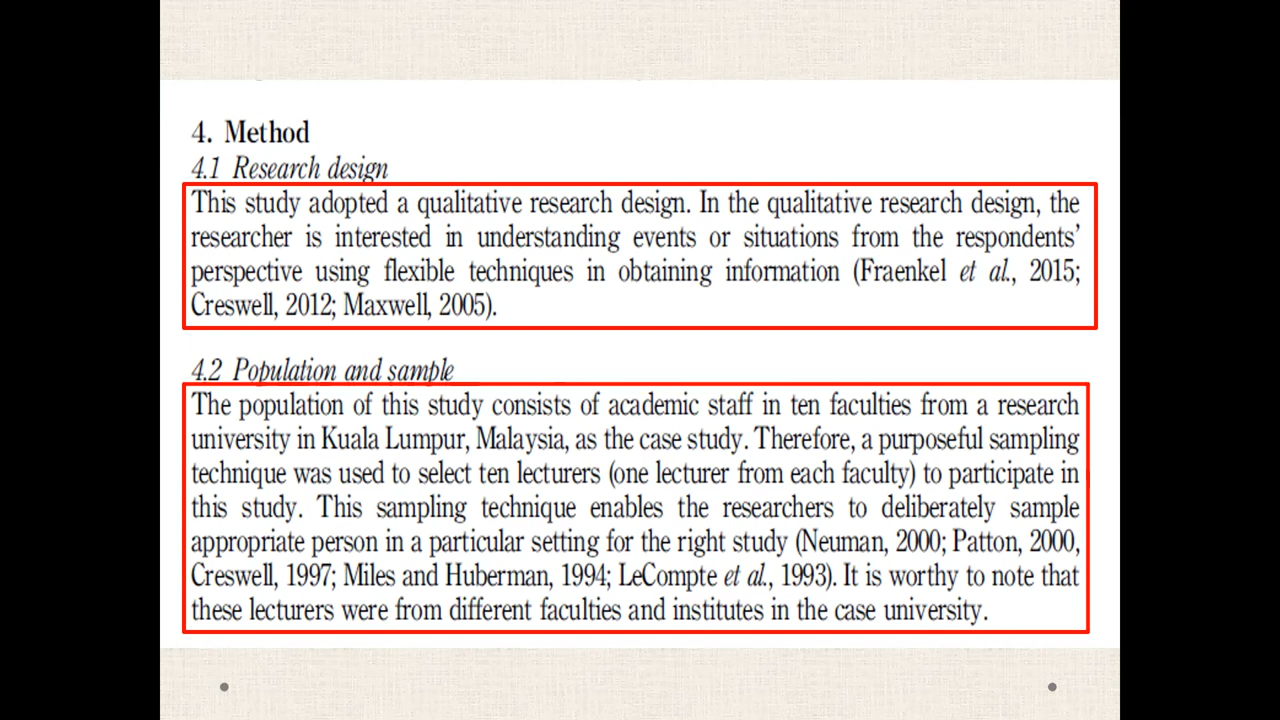 4. Method
4.1 Research design
This study adopted a qualitative research design. In the qualitative research design, the
researcher is interested in understanding events or situations from the respondents’
perspective using flexible techniques in obtaining information (Fraenkel et al., 2015;
Creswell, 2012; Maxwell, 2005).
4.2 Population and sample
The population of this study consists of academic staff in ten faculties from a research
university in Kuala Lumpur, Malaysia, as the case study. Therefore, a purposeful sampling
technique was used to select ten lecturers (one lecturer from each faculty) to participate in
this study. This sampling technique enables the researchers to deliberately sample
appropriate person in a particular setting for the right study (Neuman, 2000; Patton, 2000,
Creswell, 1997; Miles and Huberman, 1994; LeCompte et al., 1993). It is worthy to note that
these lecturers were from different faculties and institutes in the case university.